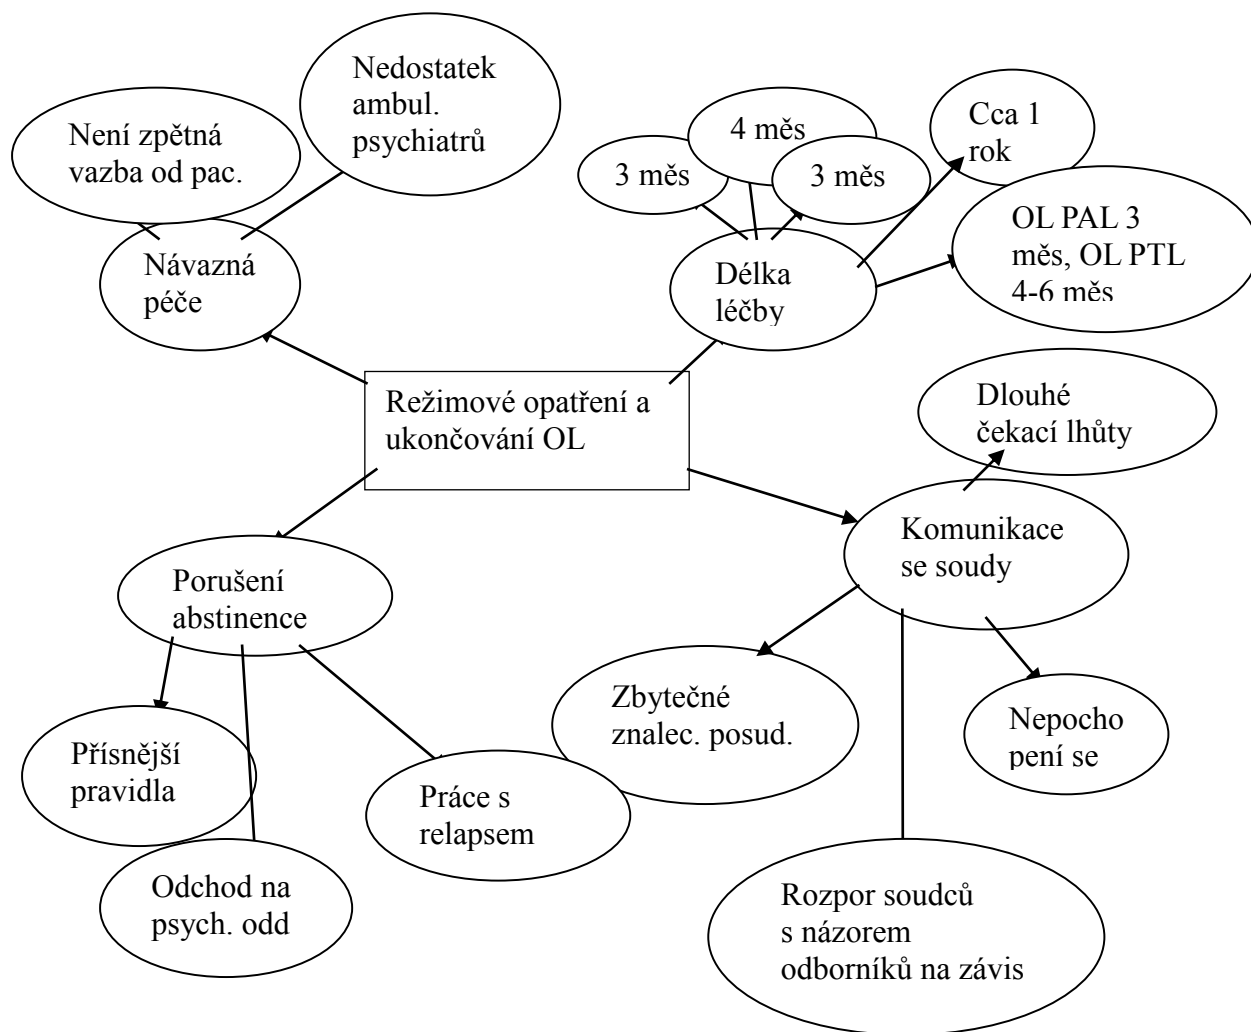 Nedostatek
ambul.
psychiatrů
Není zpětná
vazba od pac.
Návazná
péče
3 měs
4 měs
3 měs
Cca 1
rok
OL PAL 3
měs, OL PTL
4-6 měs
Délka
léčby
Režimové opatření a
ukončování OL
Dlouhé
čekací lhůty
Komunikace
se soudy
Porušení
abstinence
Zbytečné
znalec. posud.
Nepocho
pení se
Přísnější
pravidla
Práce s
relapsem
Odchod na
psych. odd
Rozpor soudců
s názorem
odborníků na závis